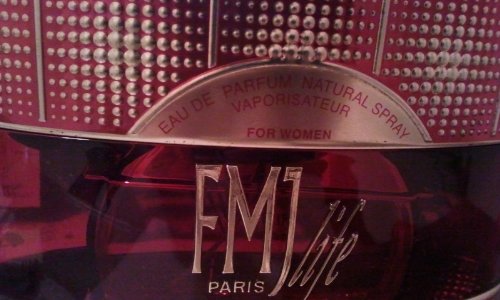 EAU DE PARFUM NATURAL SPRAY
VAPORISATEUR
FOR WOMEN
FMJ life
PARIS